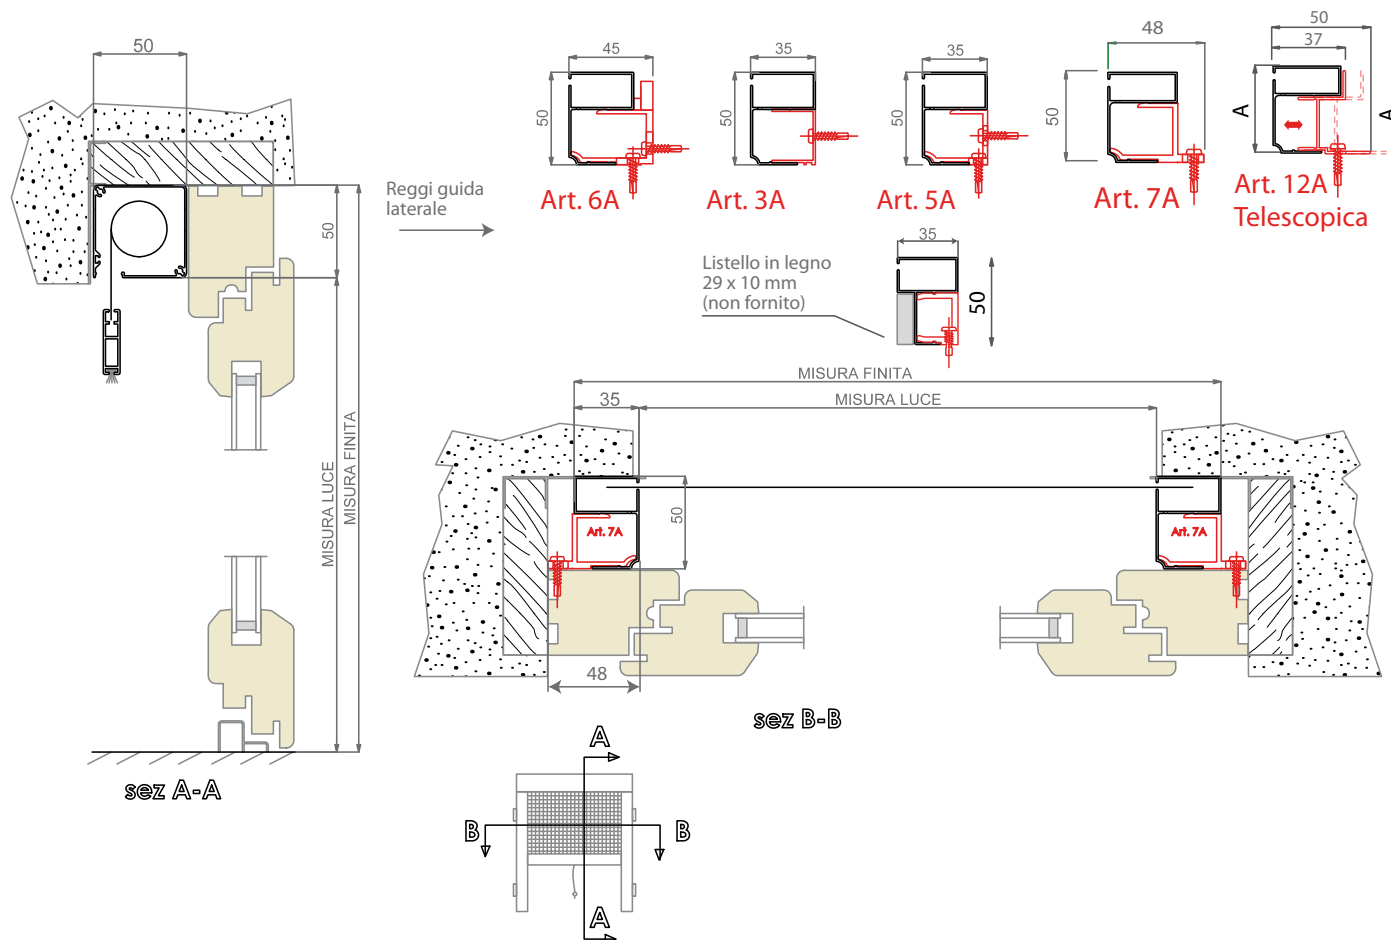 50
50
MISURA LUCE
MISURA FINITA
sez A-A
Reggi guida
laterale
45
50
Art. 6A
35
50
Art. 3A
35
50
Art. 5A
48
50
Art. 7A
50
37
A
A
Art. 12A
Telescopica
Listello in legno
29 x 10 mm
(non fornito)
35
50
MISURA FINITA
35
MISURA LUCE
50
Art. 7A
Art. 7A
48
sez B-B
A
B
B
A